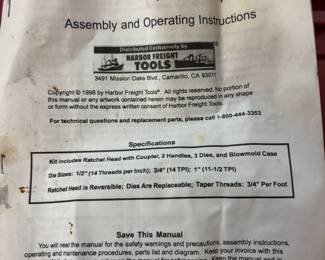 Assembly and Operating Instructions
Distributed Exclusively by
HARBOR FREIGHT
TOOLS
3491 Mission Oaks Blvd., Camarillo, CA 93011
Copyright © 1998 by Harbor Freight Tools®. All rights reserved. No portion of
this manual or any artwork contained herein may be reproduced in any shape
or form without the express written consent of Harbor Freight Tools.
For technical questions and replacement parts, please call 1-800-444-3353
Specifications
Kit includes Ratchet Head with Coupler, 2 Handles, 3 Dies, and Blowmold Case
Die Sizes: 1/2" (14 Threads per Inch); 3/4" (14 TPI); 1" (11-1/2 TPI)
Ratchet Head is Reversible; Dies Are Replaceable; Taper Threads: 3/4" Per Foot
Save This Manual
You will need the manual for the safety warnings and precautions, assembly instructions,
operating and maintenance procedures, parts list and diagram. Keep your invoice with this
Keep the manual and